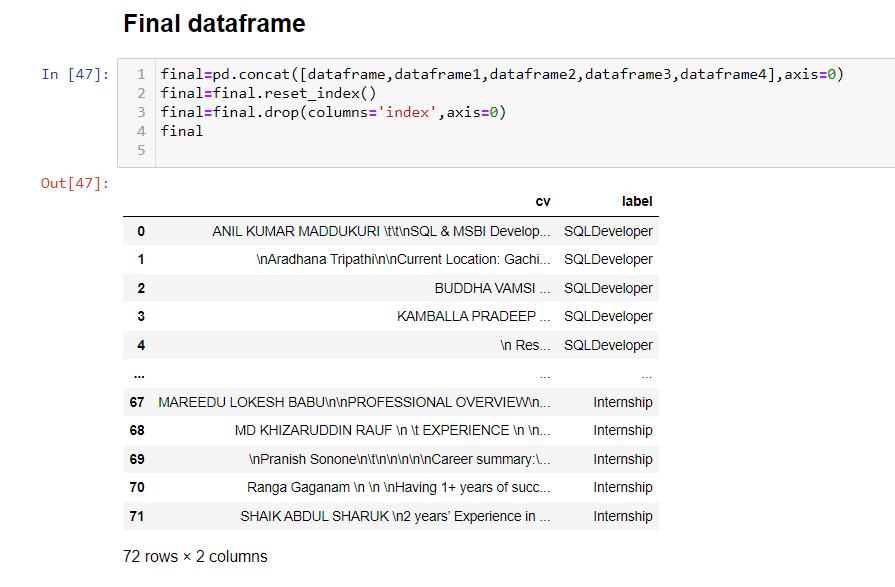 Final dataframe
In [47]:
1 final=pd.concat([dataframe,dataframe1,dataframe2,dataframe3,dataframe4],axis=0)
2 final=final.reset_index()
3 final=final.drop(columns='index',axis=0)
4 final
5
Out[47]:
cv label
0 ANIL KUMAR MADDUKURI \t\t\nSQL & MSBI Develop... SQLDeveloper
1 \nAradhana Tripathi\n\nCurrent Location: Gachi... SQLDeveloper
2 BUDDHA VAMSI ... SQLDeveloper
3 KAMBALLA PRADEEP ... SQLDeveloper
4 \n Res... SQLDeveloper
... ... ...
67 MAREEDU LOKESH BABU\n\nPROFESSIONAL OVERVIEW\n... Internship
68 MD KHIZARUDDIN RAUF \n \t EXPERIENCE \n \n... Internship
69 \nPranish Sonone\n\t\n\n\n\n\nCareer summary:\... Internship
70 Ranga Gaganam \n \n \nHaving 1+ years of succ... Internship
71 SHAIK ABDUL SHARUK \n2 years’ Experience in ... Internship
72 rows × 2 columns